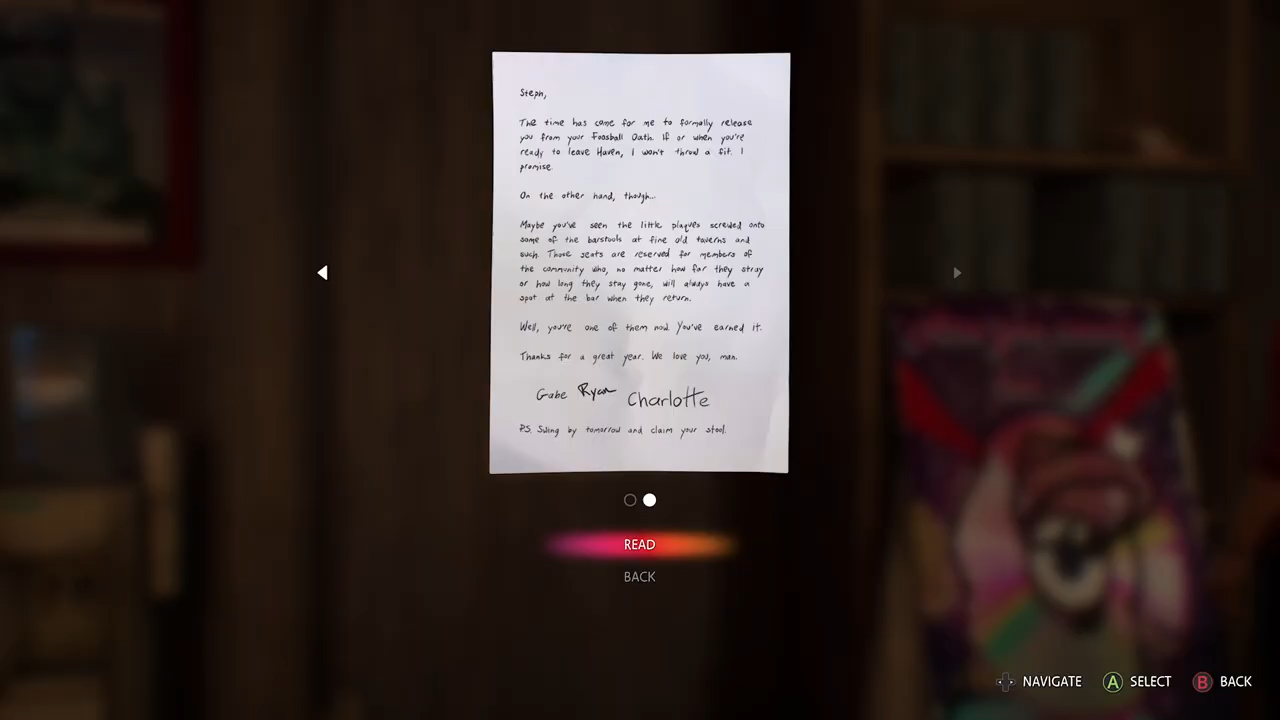 Steph,
The time has come for me to formally release
you from your Foosball Oath. If or when you're
ready to leave Haven, I won't throw a fit. I
promise.
On the other hand, though...
Maybe you've seen the little plaques screwed onto
some of the barstools at fine old taverns and
such. Those seats are reserved for members of
the community who, no matter how far they stray
or how long they stay gone, will always have a
spot at the bar when they return.
Well, you're one of them now. You've earned it.
Thanks for a great year. We love you, man.
Gabe Ryan Charlotte
P.S. Swing by tomorrow and claim your stool.
READ
BACK
NAVIGATE A SELECT B BACK